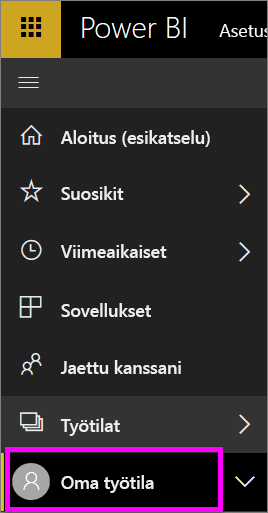 Power BI Asetus
Aloitus (esikatselu)
Suosikit
Viimeaikaiset
Sovellukset
Jaettu kanssani
Työtilat
Oma työtila